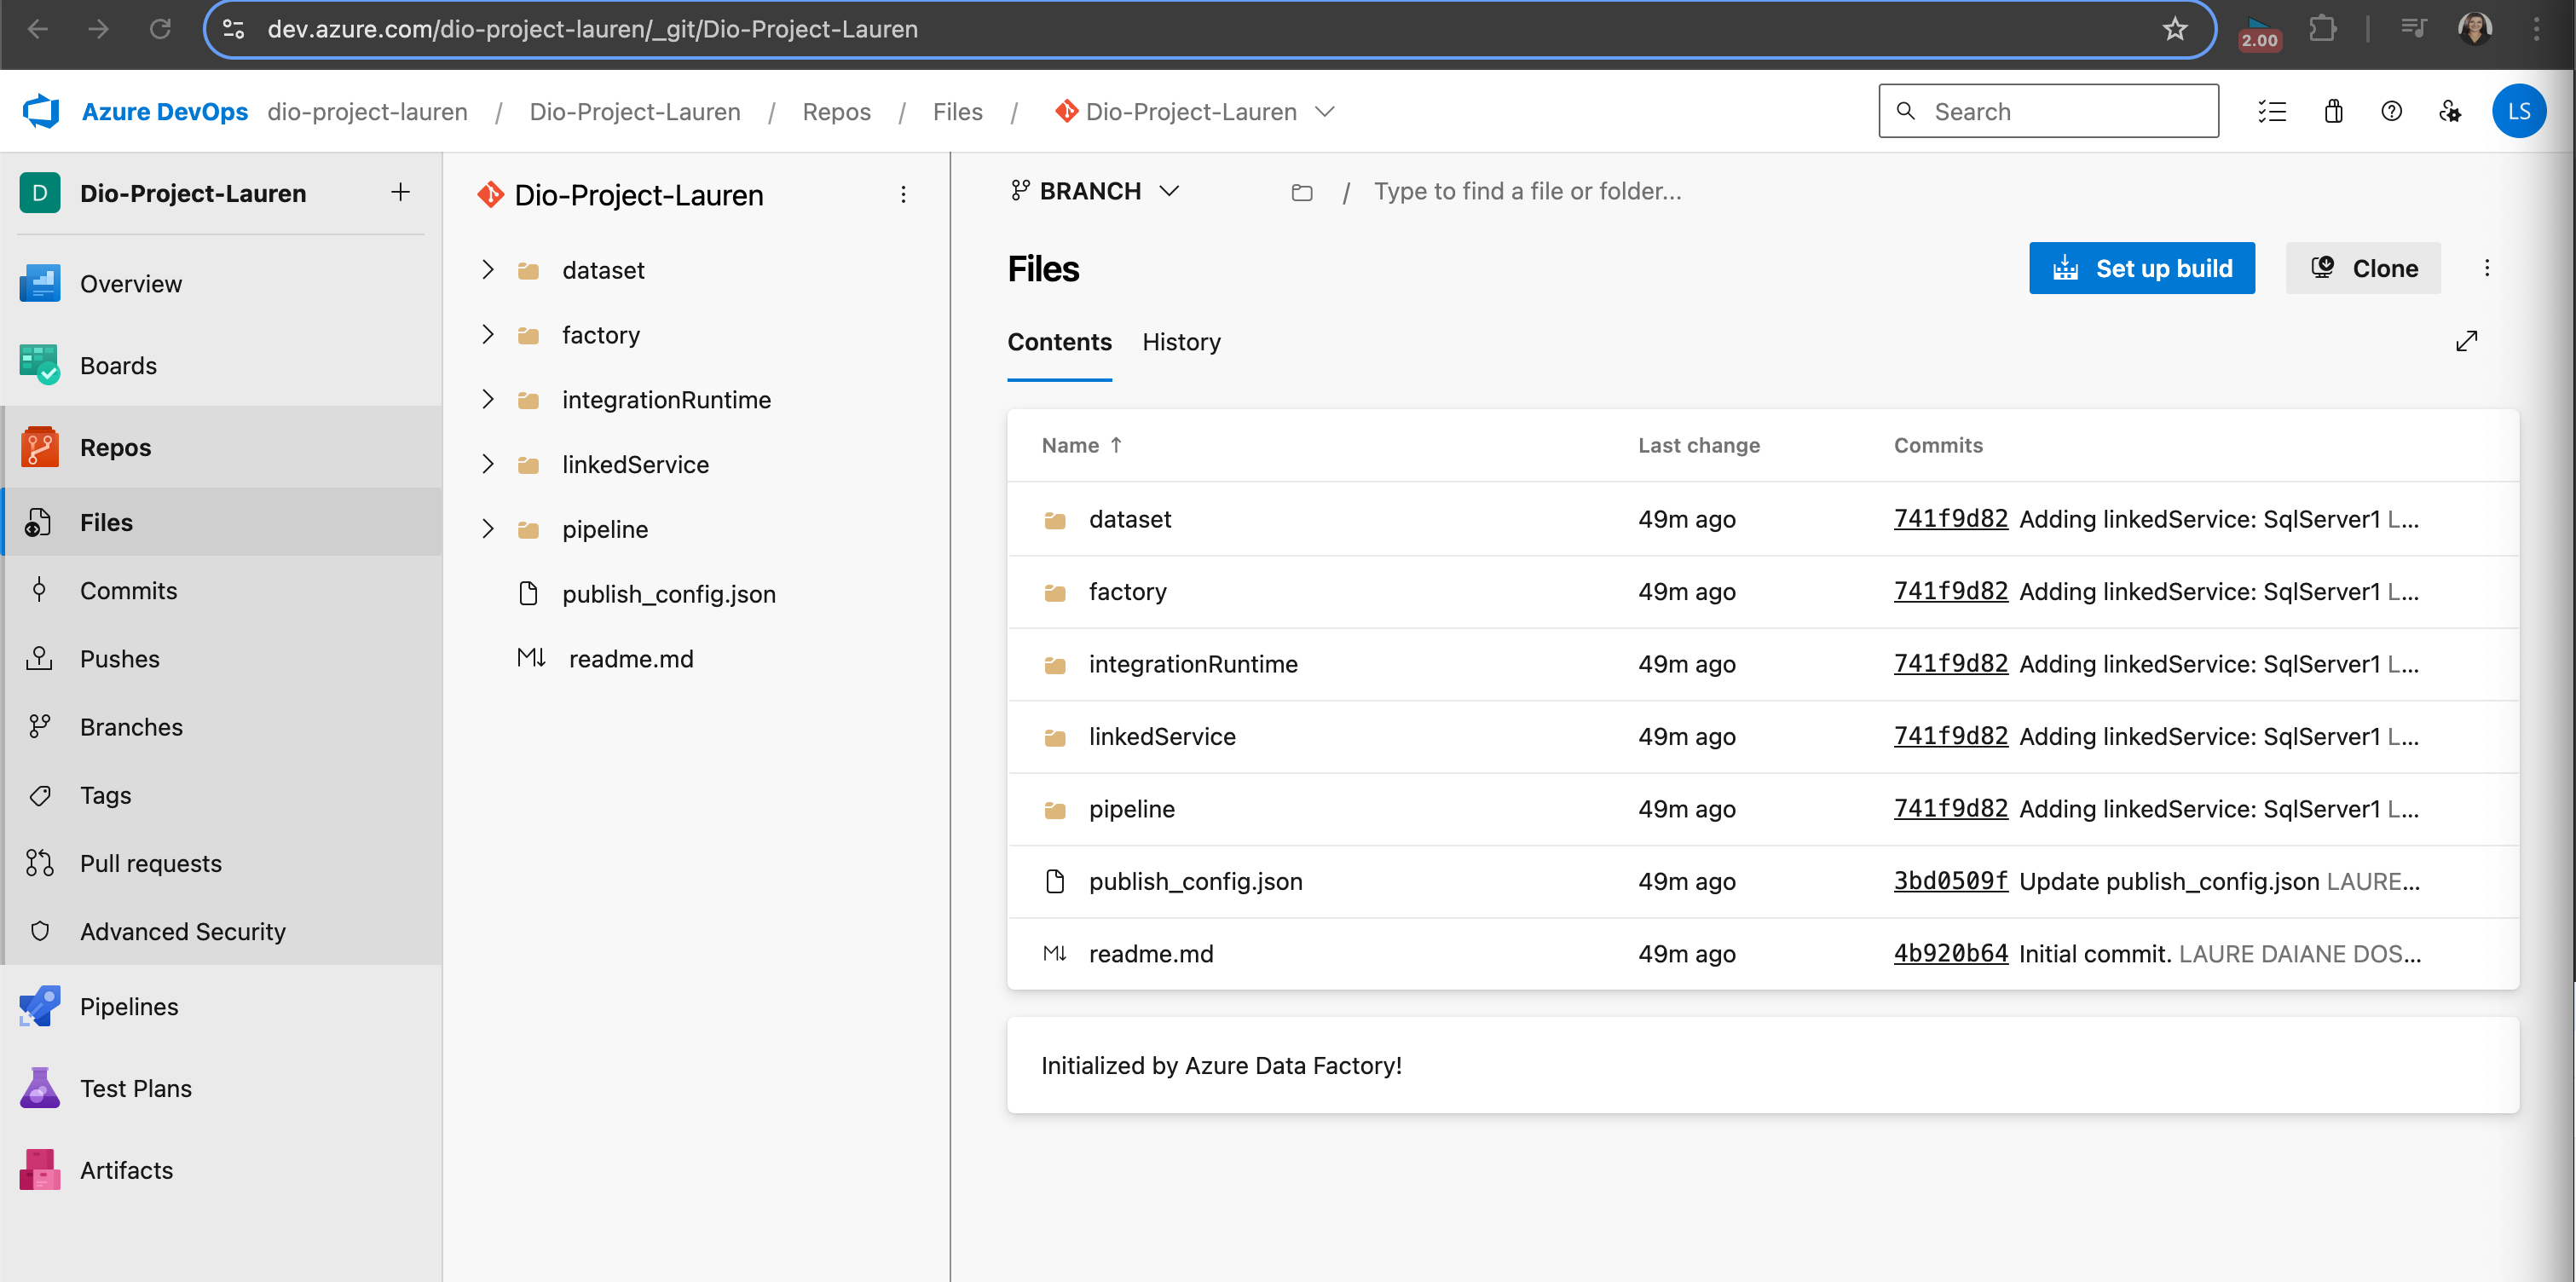 dev.azure.com/dio-project-lauren/_git/Dio-Project-Lauren
2.00
Azure DevOps dio-project-lauren / Dio-Project-Lauren / Repos / Files / Dio-Project-Lauren
Search
LS
D Dio-Project-Lauren
Overview
Boards
Repos
Files
Commits
Pushes
Branches
Tags
Pull requests
Advanced Security
Pipelines
Test Plans
Artifacts
Dio-Project-Lauren
dataset
factory
integrationRuntime
linkedService
pipeline
publish_config.json
M↓ readme.md
BRANCH / Type to find a file or folder...
Files
Set up build Clone
Contents History
Name ↑ Last change Commits
dataset 49m ago 741f9d82 Adding linkedService: SqlServer1 L...
factory 49m ago 741f9d82 Adding linkedService: SqlServer1 L...
integrationRuntime 49m ago 741f9d82 Adding linkedService: SqlServer1 L...
linkedService 49m ago 741f9d82 Adding linkedService: SqlServer1 L...
pipeline 49m ago 741f9d82 Adding linkedService: SqlServer1 L...
publish_config.json 49m ago 3bd0509f Update publish_config.json LAURE...
M↓ readme.md 49m ago 4b920b64 Initial commit. LAURE DAIANE DOS...
Initialized by Azure Data Factory!